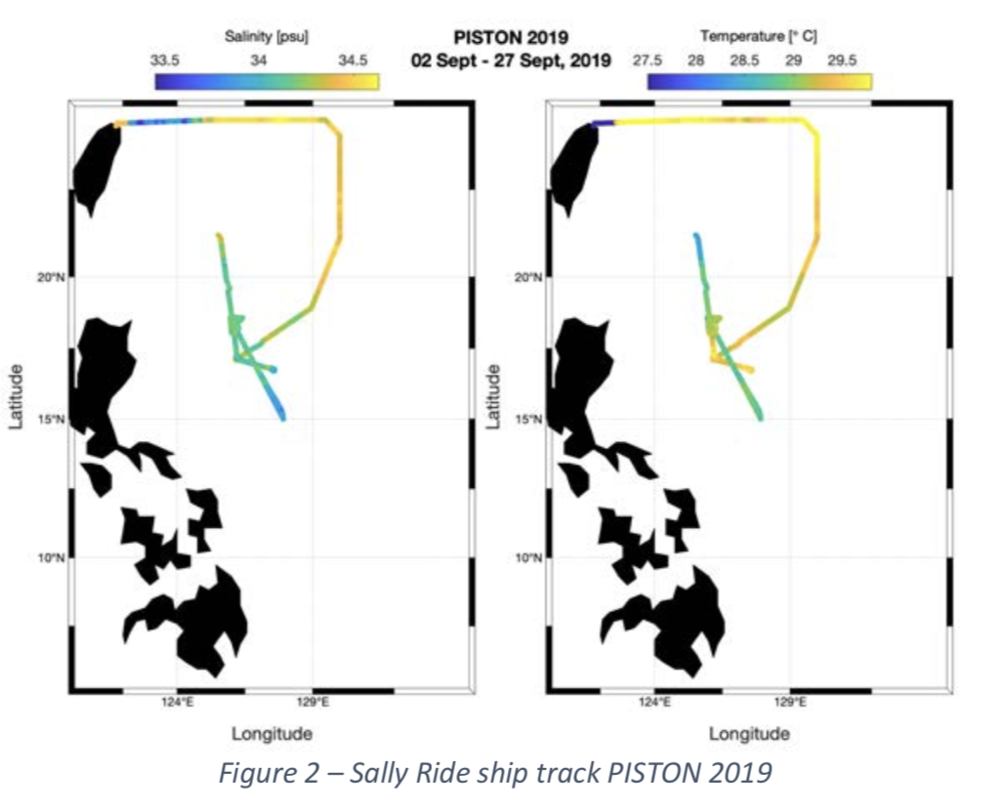 Salinity [psu]
33.5 34 34.5
PISTON 2019
02 Sept - 27 Sept, 2019
Temperature [° C]
27.5 28 28.5 29 29.5
Latitude
20°N
15°N
10°N
124°E 129°E
Longitude
Latitude
20°N
15°N
10°N
124°E 129°E
Longitude
Figure 2 – Sally Ride ship track PISTON 2019